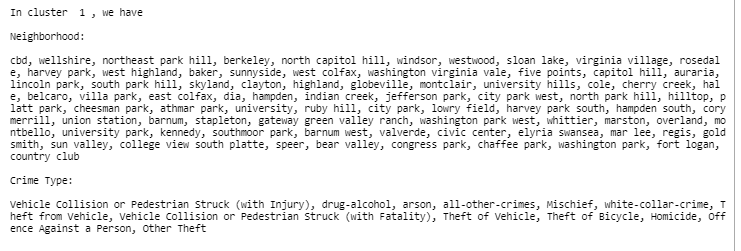 In cluster  1 , we have
Neighborhood:
cbd, wellshire, northeast park hill, berkeley, north capitol hill, windsor, westwood, sloan lake, virginia village, rosedal
e, harvey park, west highland, baker, sunnyside, west colfax, washington virginia vale, five points, capitol hill, auraria,
lincoln park, south park hill, skyland, clayton, highland, globeville, montclair, university hills, cole, cherry creek, hal
e, belcaro, villa park, east colfax, dia, hampden, indian creek, jefferson park, city park west, north park hill, hilltop, p
latt park, cheesman park, athmar park, university, ruby hill, city park, lowry field, harvey park south, hampden south, cory
merrill, union station, barnum, stapleton, gateway green valley ranch, washington park west, whittier, marston, overland, mo
ntbello, university park, kennedy, southmoor park, barnum west, valverde, civic center, elyria swansea, mar lee, regis, gold
smith, sun valley, college view south platte, speer, bear valley, congress park, chaffee park, washington park, fort logan,
country club
Crime Type:
Vehicle Collision or Pedestrian Struck (with Injury), drug-alcohol, arson, all-other-crimes, Mischief, white-collar-crime, T
heft from Vehicle, Vehicle Collision or Pedestrian Struck (with Fatality), Theft of Vehicle, Theft of Bicycle, Homicide, Off
ence Against a Person, Other Theft